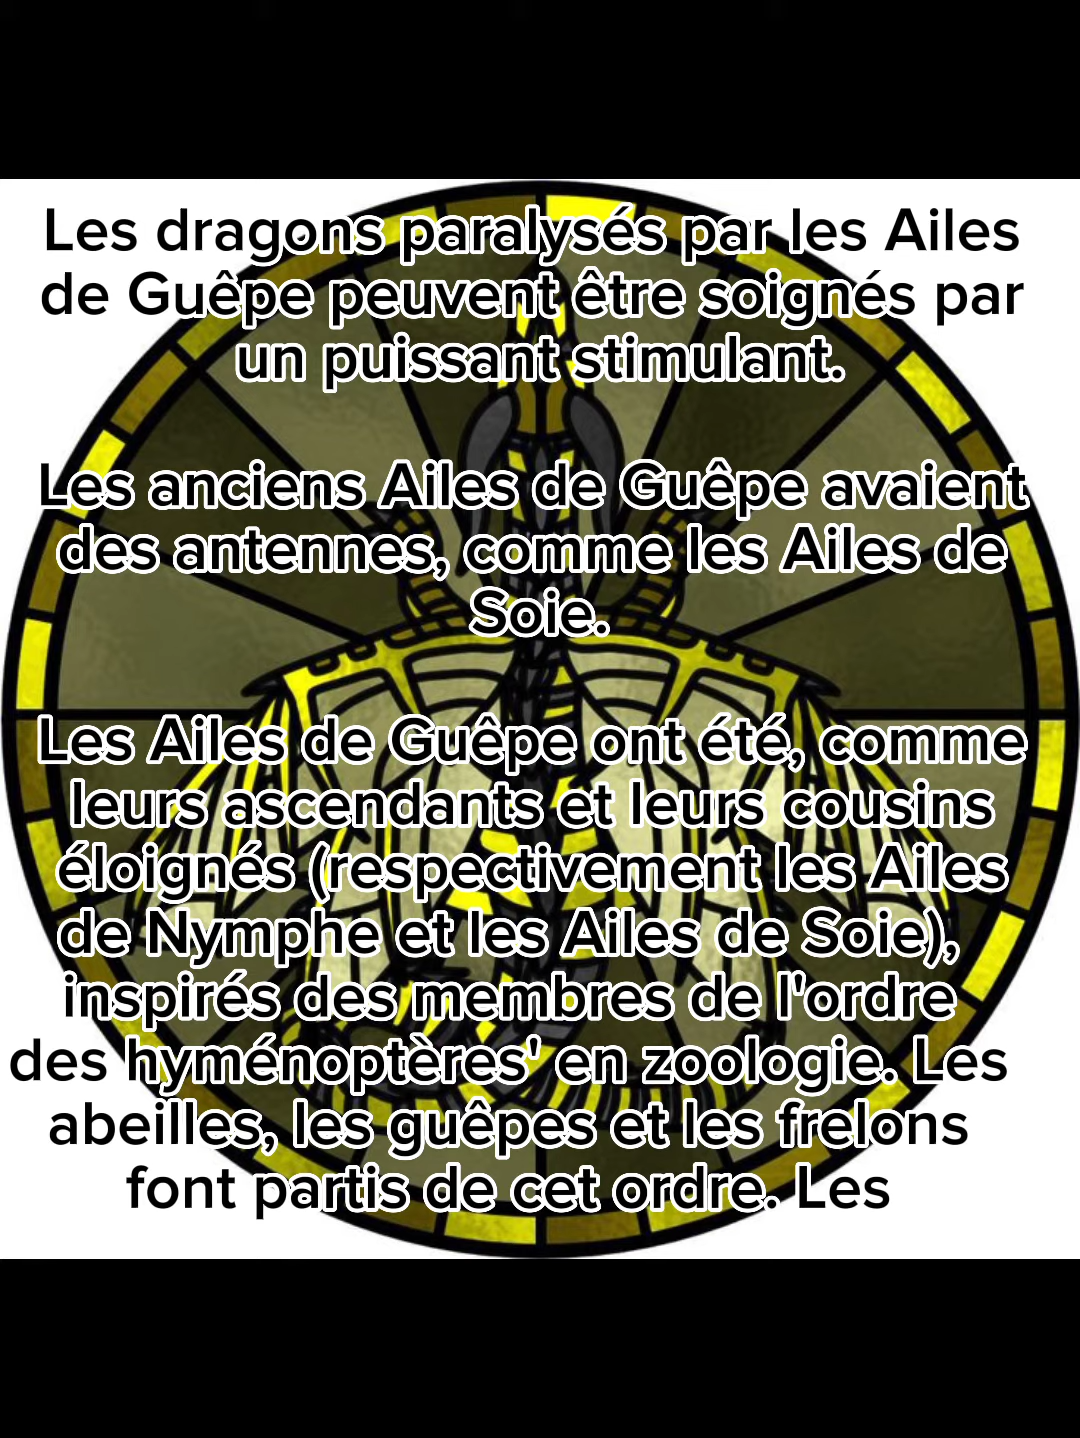 Les dragons paralysés par les Ailes
de Guêpe peuvent être soignés par
un puissant stimulant.
Les anciens Ailes de Guêpe avaient
des antennes, comme les Ailes de
Soie.
Les Ailes de Guêpe ont été, comme
leurs ascendants et leurs cousins
éloignés (respectivement les Ailes
de Nymphe et les Ailes de Soie),
inspirés des membres de l'ordre
des hyménoptères' en zoologie. Les
abeilles, les guêpes et les frelons
font partis de cet ordre. Les